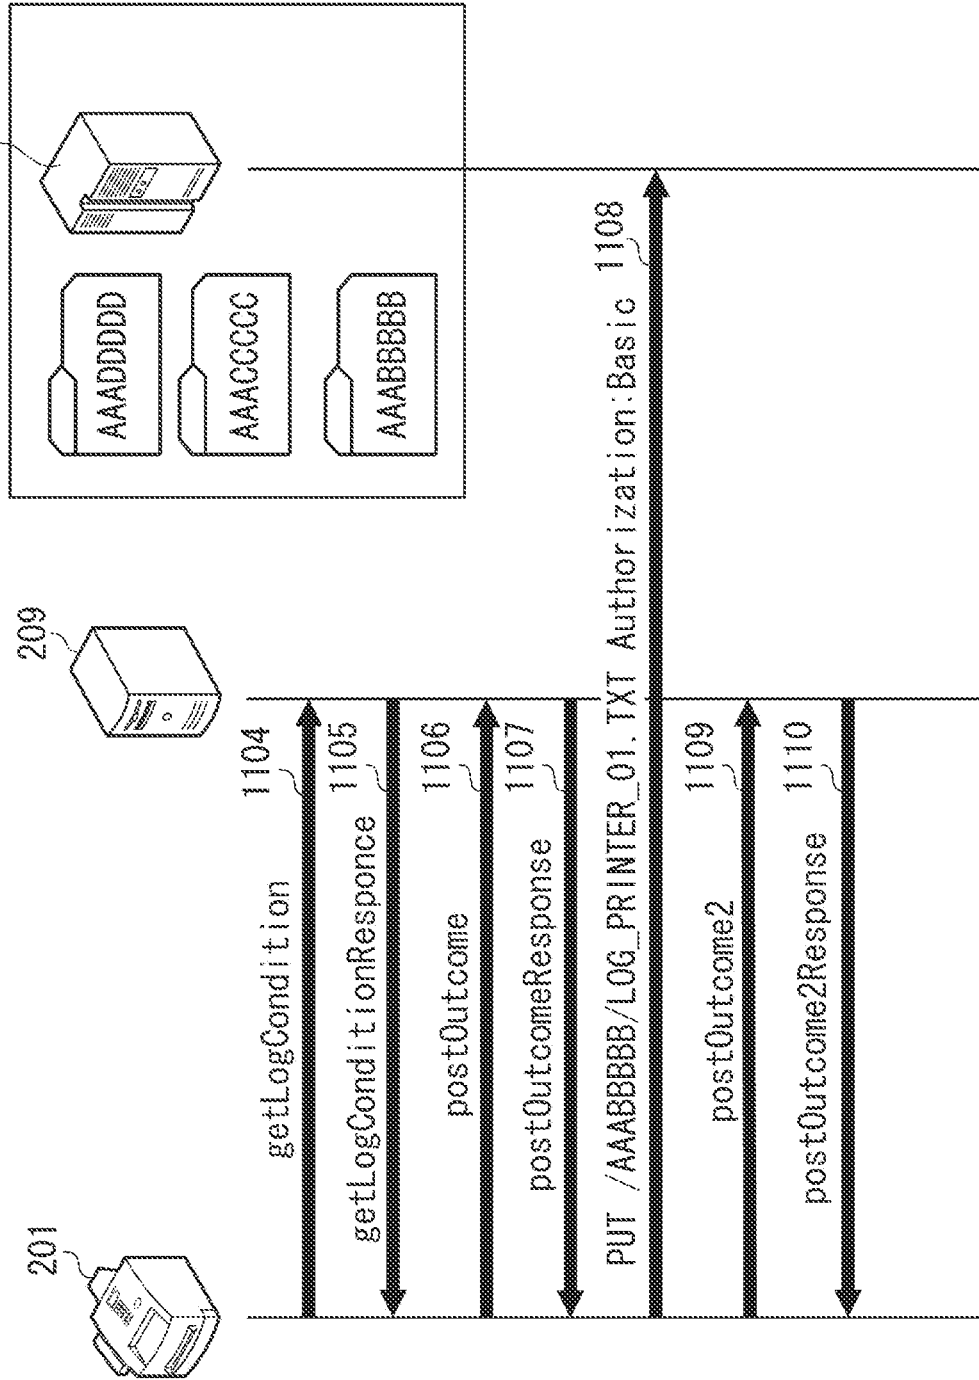 201
209
AAADDDDD
AAACCCCC
AAABBBBB
getLogCondition
1104
getLogConditionResponce
1105
postOutcome
1106
postOutcomeResponse
1107
PUT /AAABBBBB/LOG_PRINTER_01.TXT Authorization:Basic
1108
postOutcome2
1109
postOutcome2Response
1110